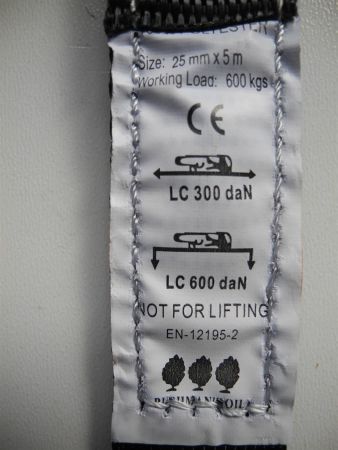 Size: 25 mm x 5 m
Working Load: 600 kgs
CE
LC 300 daN
LC 600 daN
NOT FOR LIFTING
EN-12195-2